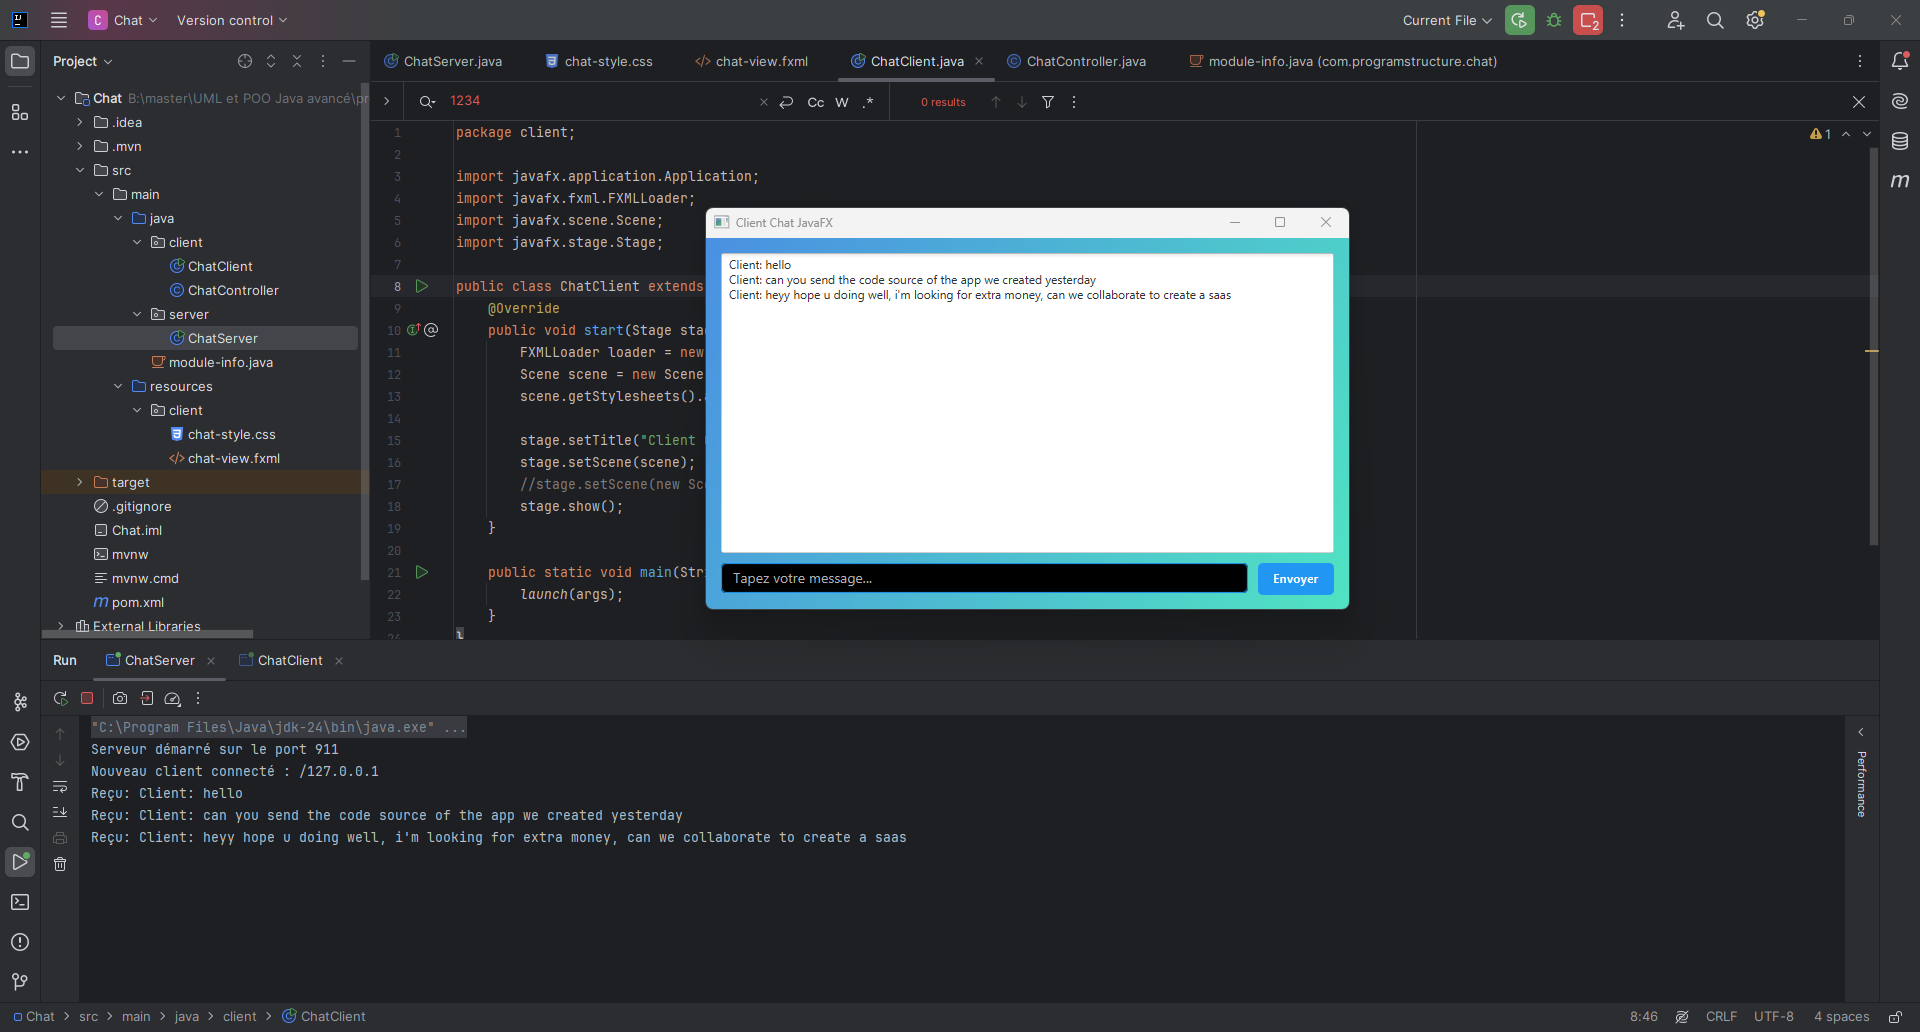 C Chat Version control Current File
Project
ChatServer.java chat-style.css chat-view.fxml ChatClient.java ChatController.java module-info.java (com.programstructure.chat)
1234 Cc W .* 0 results
Chat B:\master\UML et POO Java avancé\pr
.idea
.mvn
src
main
java
client
ChatClient
ChatController
server
ChatServer
module-info.java
resources
client
chat-style.css
chat-view.fxml
target
.gitignore
Chat.iml
mvnw
mvnw.cmd
pom.xml
External Libraries
1 package client;
2
3 import javafx.application.Application;
4 import javafx.fxml.FXMLLoader;
5 import javafx.scene.Scene;
6 import javafx.stage.Stage;
7
8 public class ChatClient extends
9 @Override
10 public void start(Stage sta
11 FXMLLoader loader = new
12 Scene scene = new Scene
13 scene.getStylesheets().
14
15 stage.setTitle("Client
16 stage.setScene(scene);
17 //stage.setScene(new Sc
18 stage.show();
19 }
20
21 public static void main(Str
22 launch(args);
23 }
24 }
1
Client Chat JavaFX
Client: hello
Client: can you send the code source of the app we created yesterday
Client: heyy hope u doing well, i'm looking for extra money, can we collaborate to create a saas
Tapez votre message...
Envoyer
Run ChatServer ChatClient
"C:\Program Files\Java\jdk-24\bin\java.exe" ...
Serveur démarré sur le port 911
Nouveau client connecté : /127.0.0.1
Reçu: Client: hello
Reçu: Client: can you send the code source of the app we created yesterday
Reçu: Client: heyy hope u doing well, i'm looking for extra money, can we collaborate to create a saas
Performance
Chat > src > main > java > client > ChatClient
8:46 CRLF UTF-8 4 spaces